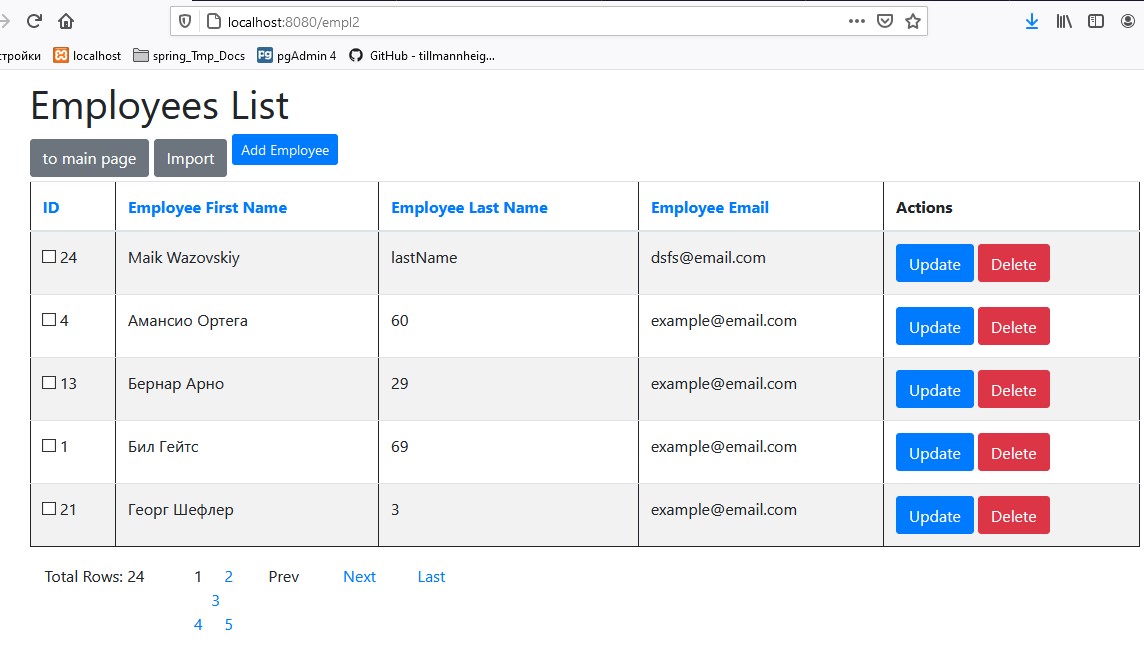 localhost:8080/empl2
тройки localhost spring_Tmp_Docs pgAdmin 4 GitHub - tillmannheig...
Employees List
to main page Import Add Employee
ID Employee First Name Employee Last Name Employee Email Actions
24 Maik Wazovskiy lastName dsfs@email.com Update Delete
4 Амансио Ортега 60 example@email.com Update Delete
13 Бернар Арно 29 example@email.com Update Delete
1 Бил Гейтс 69 example@email.com Update Delete
21 Георг Шефлер 3 example@email.com Update Delete
Total Rows: 24 1 2 Prev Next Last
3
4 5